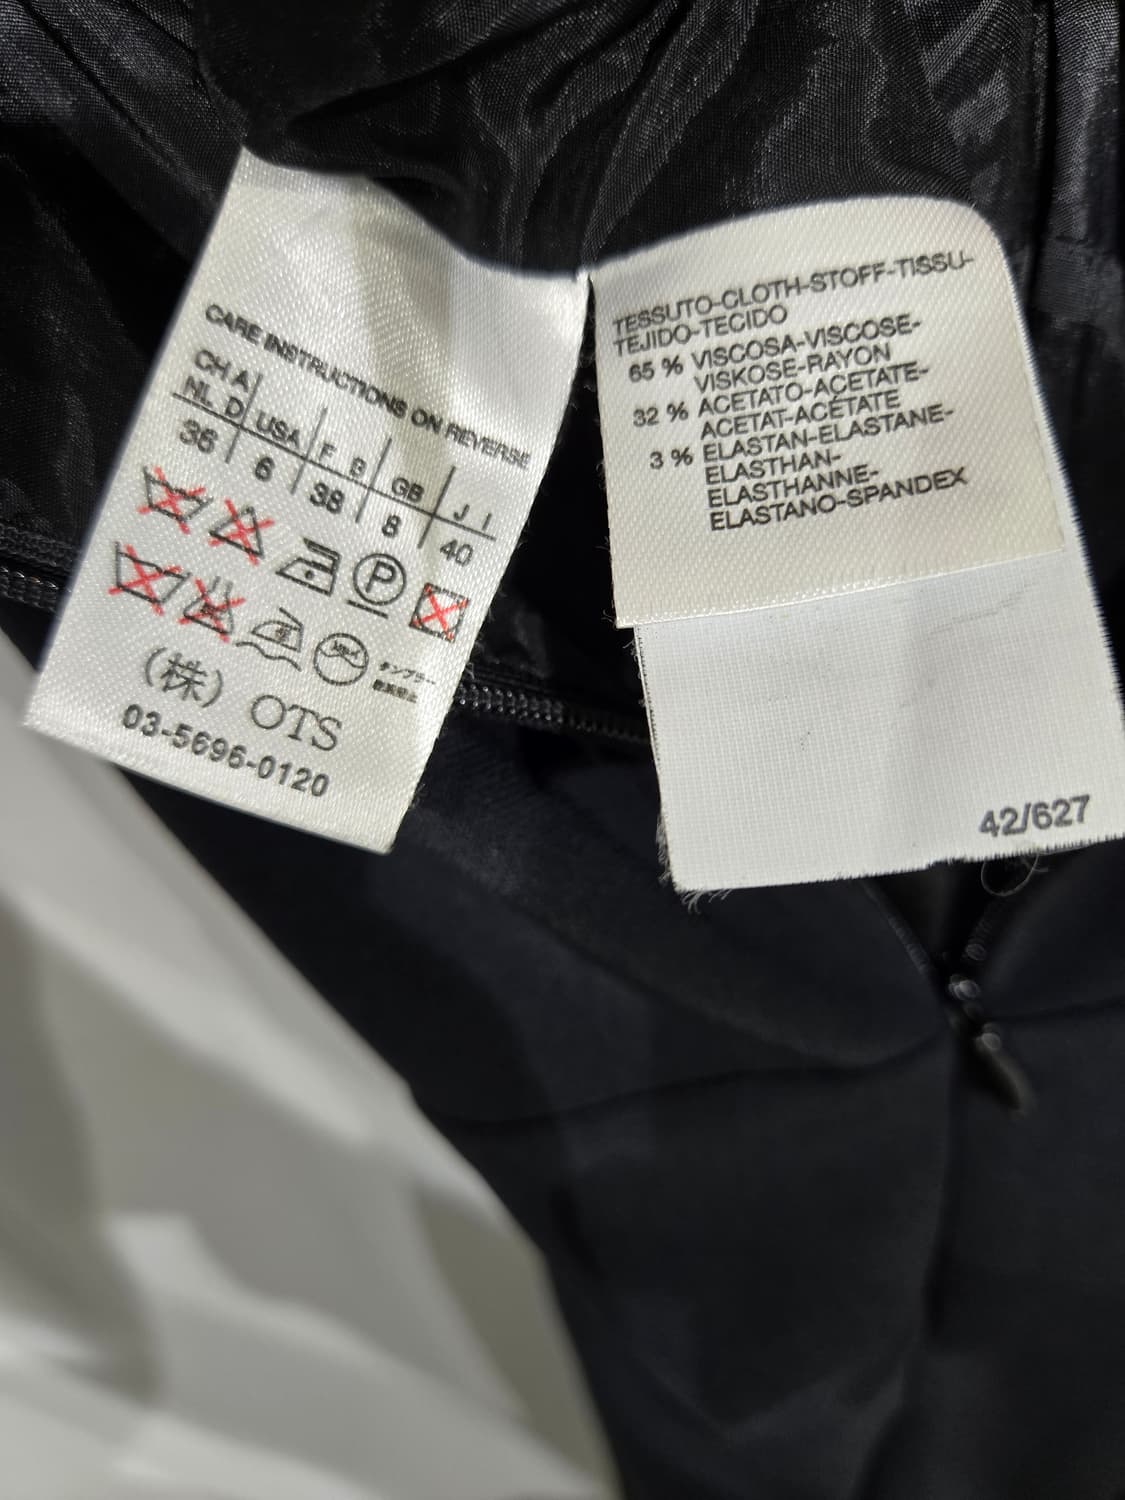 CARE INSTRUCTIONS ON REVERSE
CH A USA F B GB J I
NL D
36 6 38 8 40
P
(株) OTS
03-5696-0120
TESSUTO-CLOTH-STOFF-TISSU-
TEJIDO-TECIDO
65 % VISCOSA-VISCOSE-
VISKOSE-RAYON
32 % ACETATO-ACETATE-
ACETAT-ACÉTATE
3 % ELASTAN-ELASTANE-
ELASTHAN-
ELASTHANNE-
ELASTANO-SPANDEX
42/627